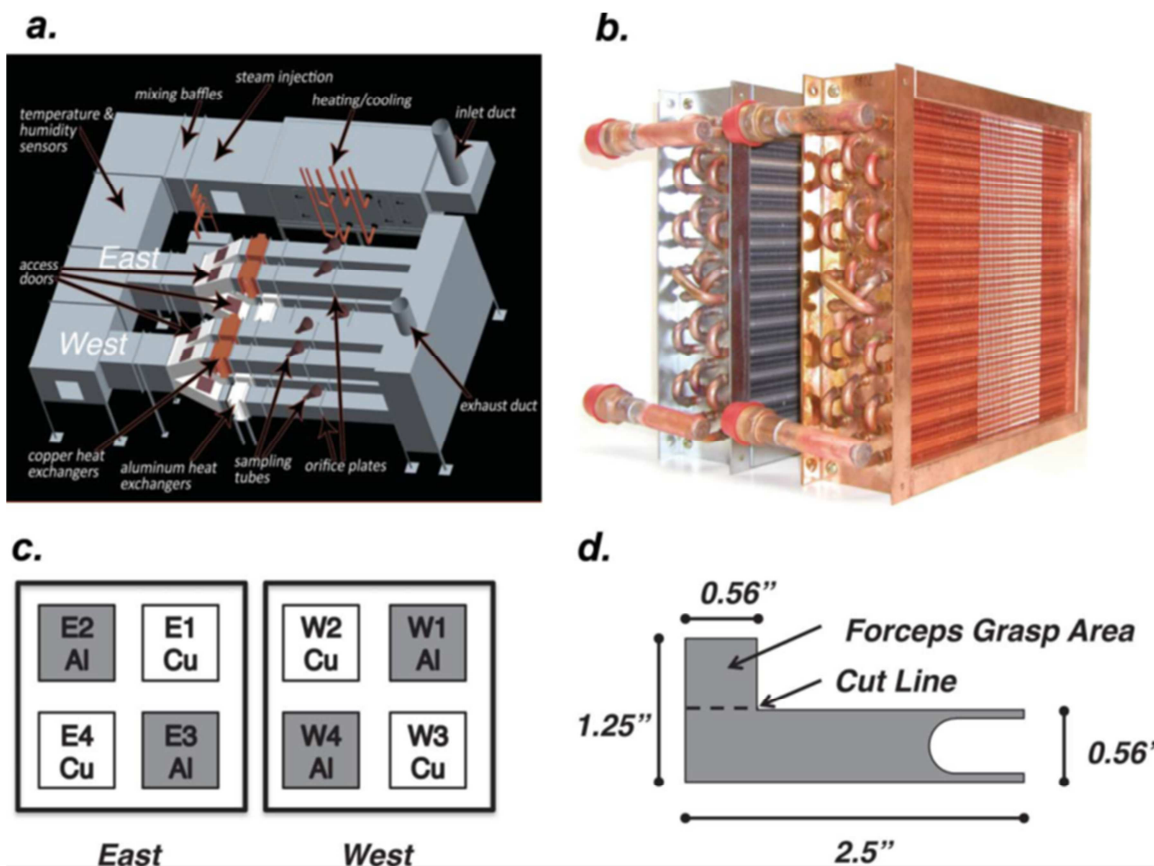 a.
steam injection
mixing baffles
heating/cooling
temperature &
humidity
sensors
inlet duct
East
access
doors
West
exhaust duct
copper heat
exchangers
aluminum heat
exchangers
sampling
tubes
orifice plates
b.
c.
E2
Al
E1
Cu
E4
Cu
E3
Al
W2
Cu
W1
Al
W4
Al
W3
Cu
East
West
d.
0.56”
Forceps Grasp Area
Cut Line
1.25”
0.56”
2.5”